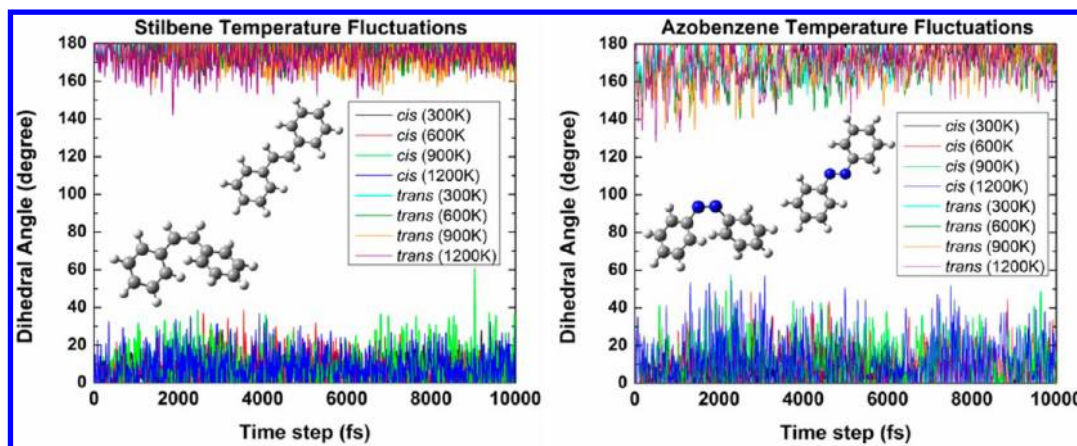 Stilbene Temperature Fluctuations
180
160
140
120
100
80
60
40
20
0
Dihedral Angle (degree)
cis (300K)
cis (600K
cis (900K)
cis (1200K)
trans (300K)
trans (600K)
trans (900K)
trans (1200K)
0 2000 4000 6000 8000 10000
Time step (fs)
Azobenzene Temperature Fluctuations
180
160
140
120
100
80
60
40
20
0
Dihedral Angle (degree)
cis (300K)
cis (600K
cis (900K)
cis (1200K)
trans (300K)
trans (600K)
trans (900K)
trans (1200K)
0 2000 4000 6000 8000 10000
Time step (fs)